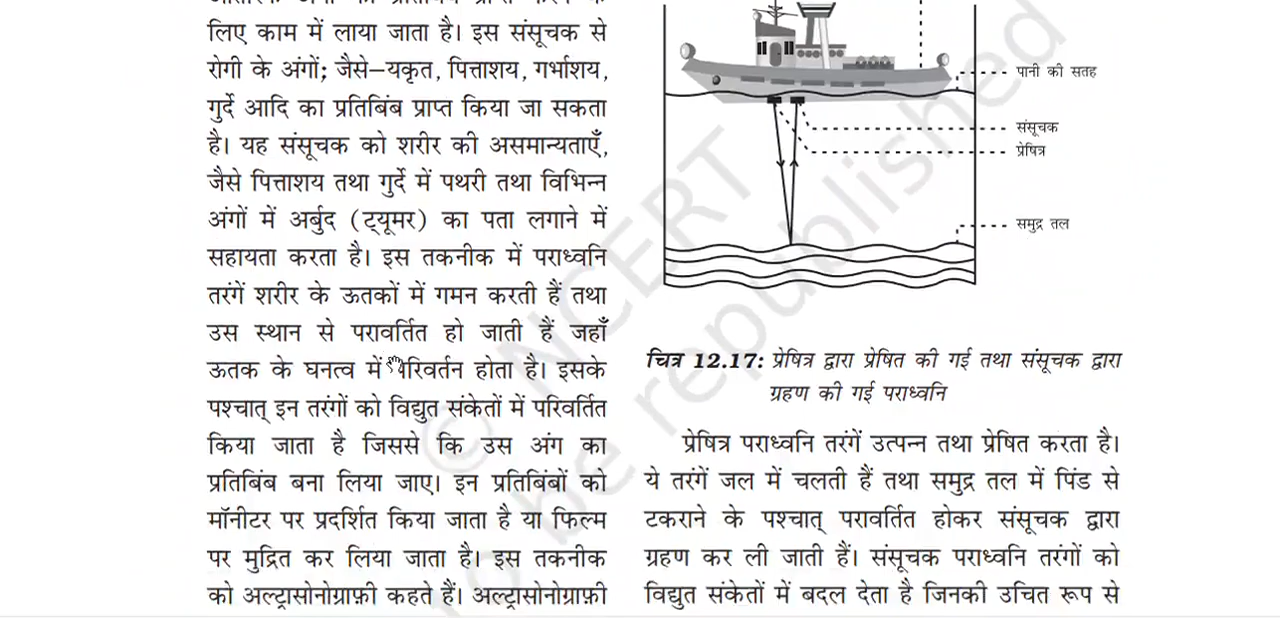 लिए काम में लाया जाता है। इस संसूचक से
रोगी के अंगों; जैसे–यकृत, पित्ताशय, गर्भाशय,
गुर्दे आदि का प्रतिबिंब प्राप्त किया जा सकता
है। यह संसूचक को शरीर की असमान्यताएँ,
जैसे पित्ताशय तथा गुर्दे में पथरी तथा विभिन्न
अंगों में अर्बुद (ट्यूमर) का पता लगाने में
सहायता करता है। इस तकनीक में पराध्वनि
तरंगें शरीर के ऊतकों में गमन करती हैं तथा
उस स्थान से परावर्तित हो जाती हैं जहाँ
ऊतक के घनत्व में परिवर्तन होता है। इसके
पश्चात् इन तरंगों को विद्युत संकेतों में परिवर्तित
किया जाता है जिससे कि उस अंग का
प्रतिबिंब बना लिया जाए। इन प्रतिबिंबों को
मॉनीटर पर प्रदर्शित किया जाता है या फिल्म
पर मुद्रित कर लिया जाता है। इस तकनीक
को अल्ट्रासोनोग्राफ़ी कहते हैं। अल्ट्रासोनोग्राफ़ी
पानी की सतह
संसूचक
प्रेषित्र
समुद्र तल
चित्र 12.17: प्रेषित्र द्वारा प्रेषित की गई तथा संसूचक द्वारा
ग्रहण की गई पराध्वनि
प्रेषित्र पराध्वनि तरंगें उत्पन्न तथा प्रेषित करता है।
ये तरंगें जल में चलती हैं तथा समुद्र तल में पिंड से
टकराने के पश्चात् परावर्तित होकर संसूचक द्वारा
ग्रहण कर ली जाती हैं। संसूचक पराध्वनि तरंगों को
विद्युत संकेतों में बदल देता है जिनकी उचित रूप से
© NCERT
to be republished